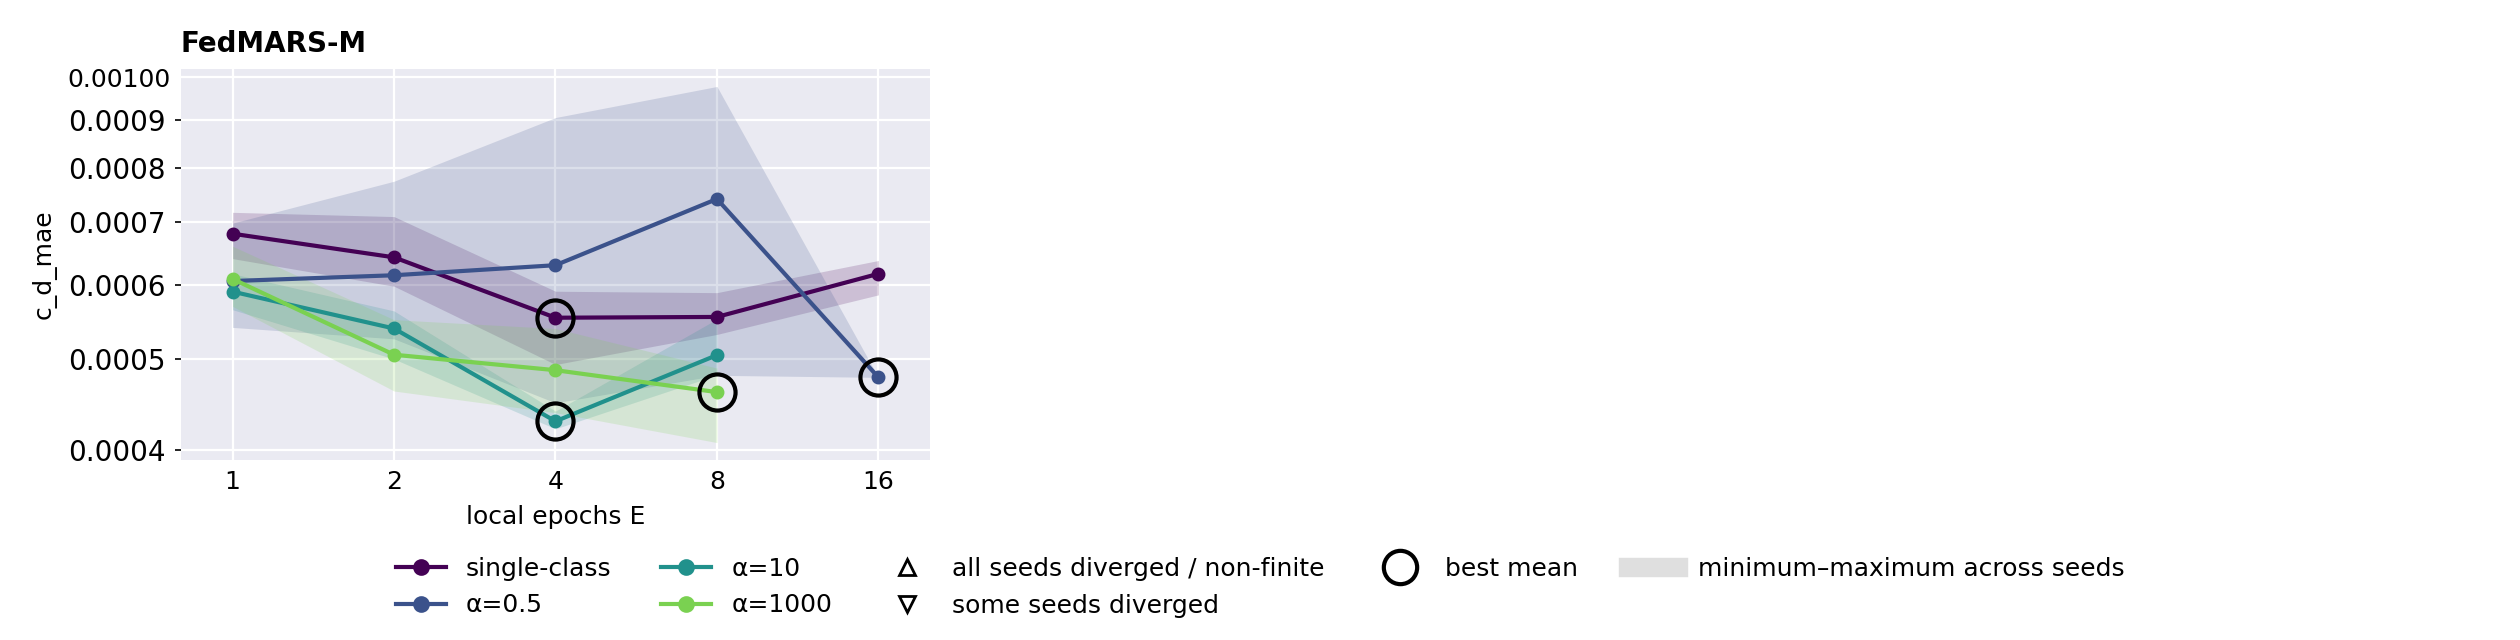 FedMARS-M
0.00100
0.0009
0.0008
0.0007
0.0006
0.0005
0.0004
c_d_mae
1 2 4 8 16
local epochs E
single-class α=10 all seeds diverged / non-finite best mean minimum–maximum across seeds
α=0.5 α=1000 some seeds diverged